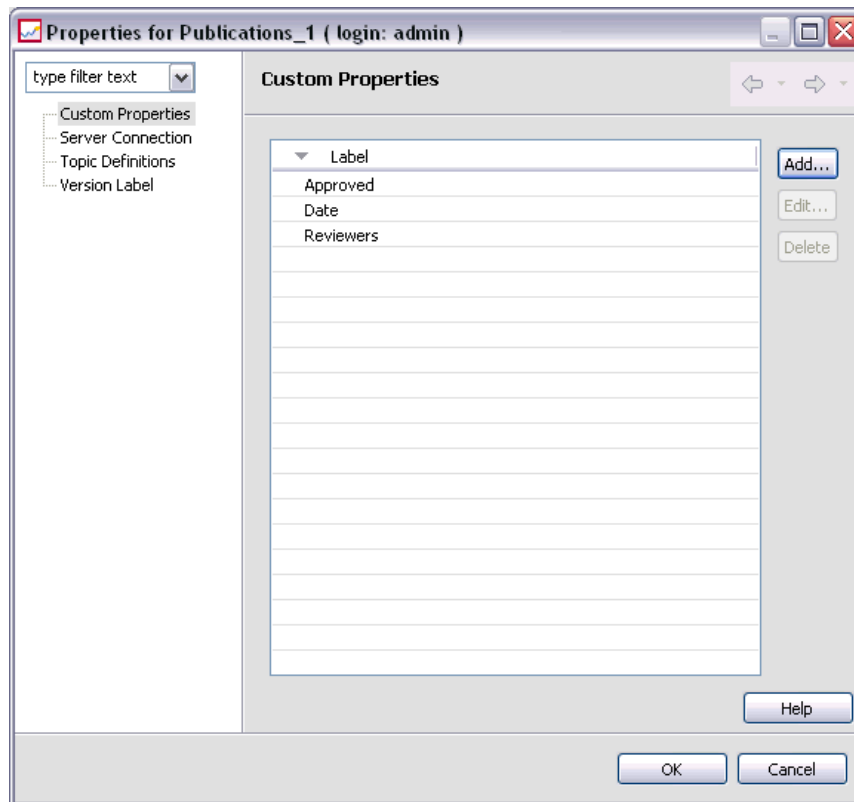 Properties for Publications_1 ( login: admin )
type filter text
Custom Properties
Server Connection
Topic Definitions
Version Label
Custom Properties
Label
Approved
Date
Reviewers
Add...
Edit...
Delete
Help
OK
Cancel